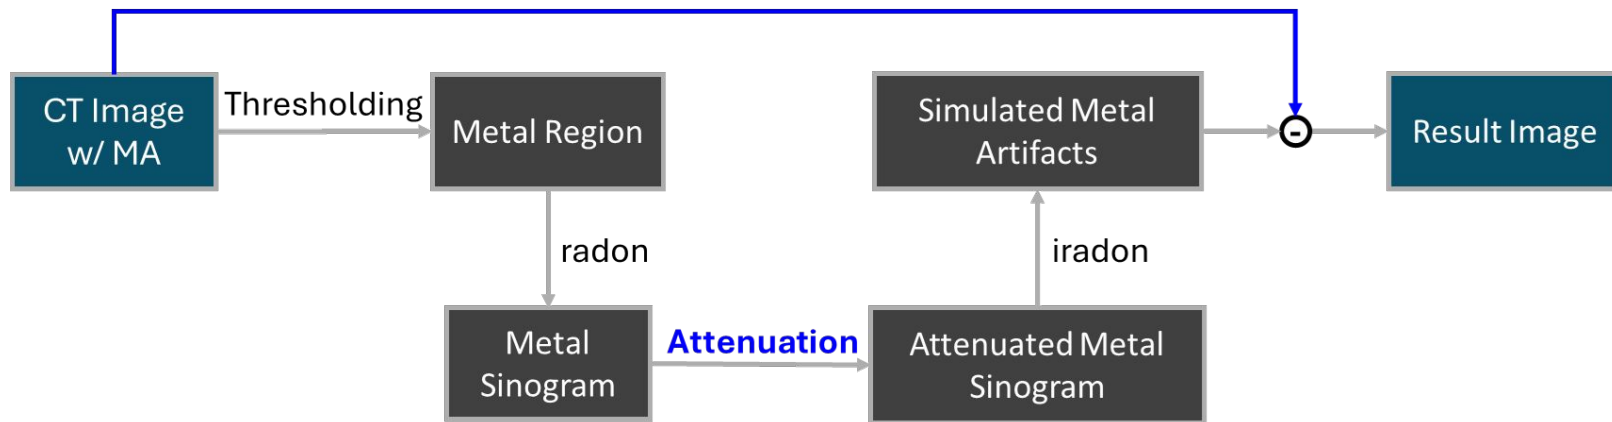 CT Image
w/ MA
Thresholding
Metal Region
radon
Metal
Sinogram
Attenuation
Attenuated Metal
Sinogram
iradon
Simulated Metal
Artifacts
-
Result Image